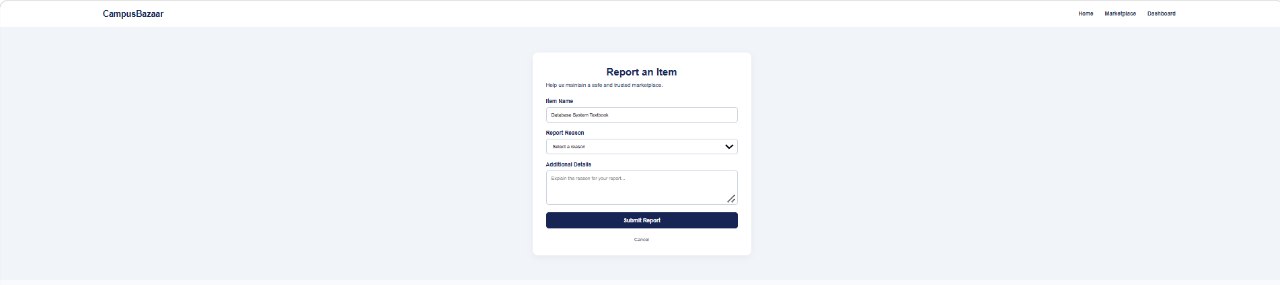 CampusBazaar
Home Marketplace Dashboard
Report an Item
Help us maintain a safe and trusted marketplace.
Item Name
Database System Textbook
Report Reason
Select a reason
Additional Details
Explain the reason for your report...
Submit Report
Cancel